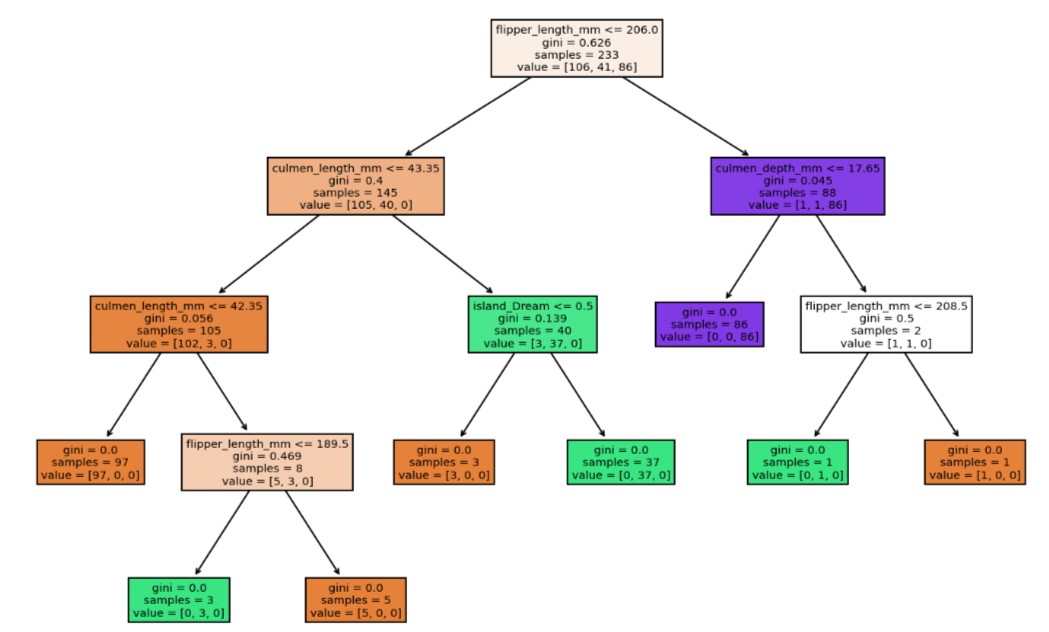 flipper_length_mm <= 206.0
gini = 0.626
samples = 233
value = [106, 41, 86]
culmen_length_mm <= 43.35
gini = 0.4
samples = 145
value = [105, 40, 0]
culmen_depth_mm <= 17.65
gini = 0.045
samples = 88
value = [1, 1, 86]
culmen_length_mm <= 42.35
gini = 0.056
samples = 105
value = [102, 3, 0]
island_Dream <= 0.5
gini = 0.139
samples = 40
value = [3, 37, 0]
gini = 0.0
samples = 86
value = [0, 0, 86]
flipper_length_mm <= 208.5
gini = 0.5
samples = 2
value = [1, 1, 0]
gini = 0.0
samples = 97
value = [97, 0, 0]
flipper_length_mm <= 189.5
gini = 0.469
samples = 8
value = [5, 3, 0]
gini = 0.0
samples = 3
value = [3, 0, 0]
gini = 0.0
samples = 37
value = [0, 37, 0]
gini = 0.0
samples = 1
value = [0, 1, 0]
gini = 0.0
samples = 1
value = [1, 0, 0]
gini = 0.0
samples = 3
value = [0, 3, 0]
gini = 0.0
samples = 5
value = [5, 0, 0]